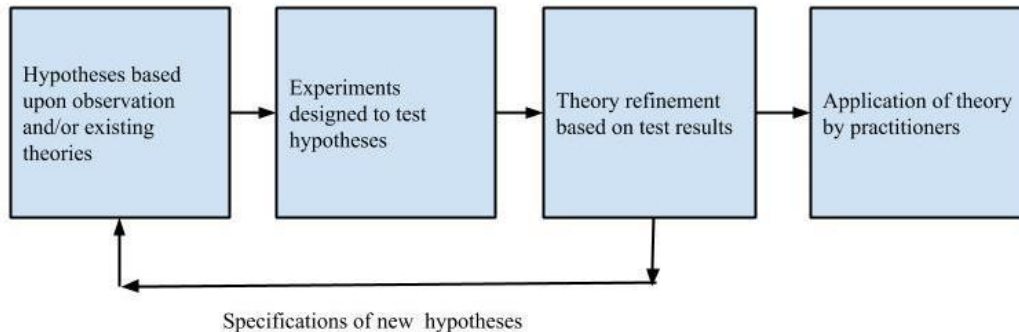 Hypotheses based
upon observation
and/or existing
theories
Experiments
designed to test
hypotheses
Theory refinement
based on test results
Application of theory
by practitioners
Specifications of new hypotheses